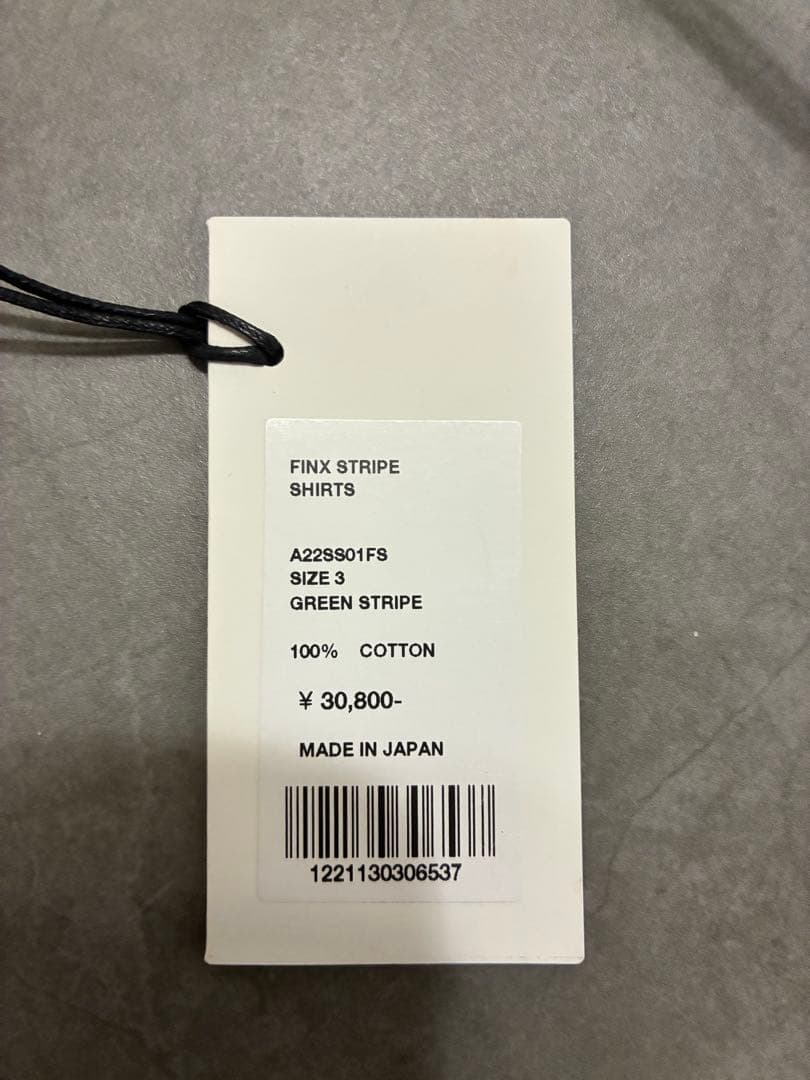 FINX STRIPE
SHIRTS
A22SS01FS
SIZE 3
GREEN STRIPE
100% COTTON
¥ 30,800-
MADE IN JAPAN
1221130306537